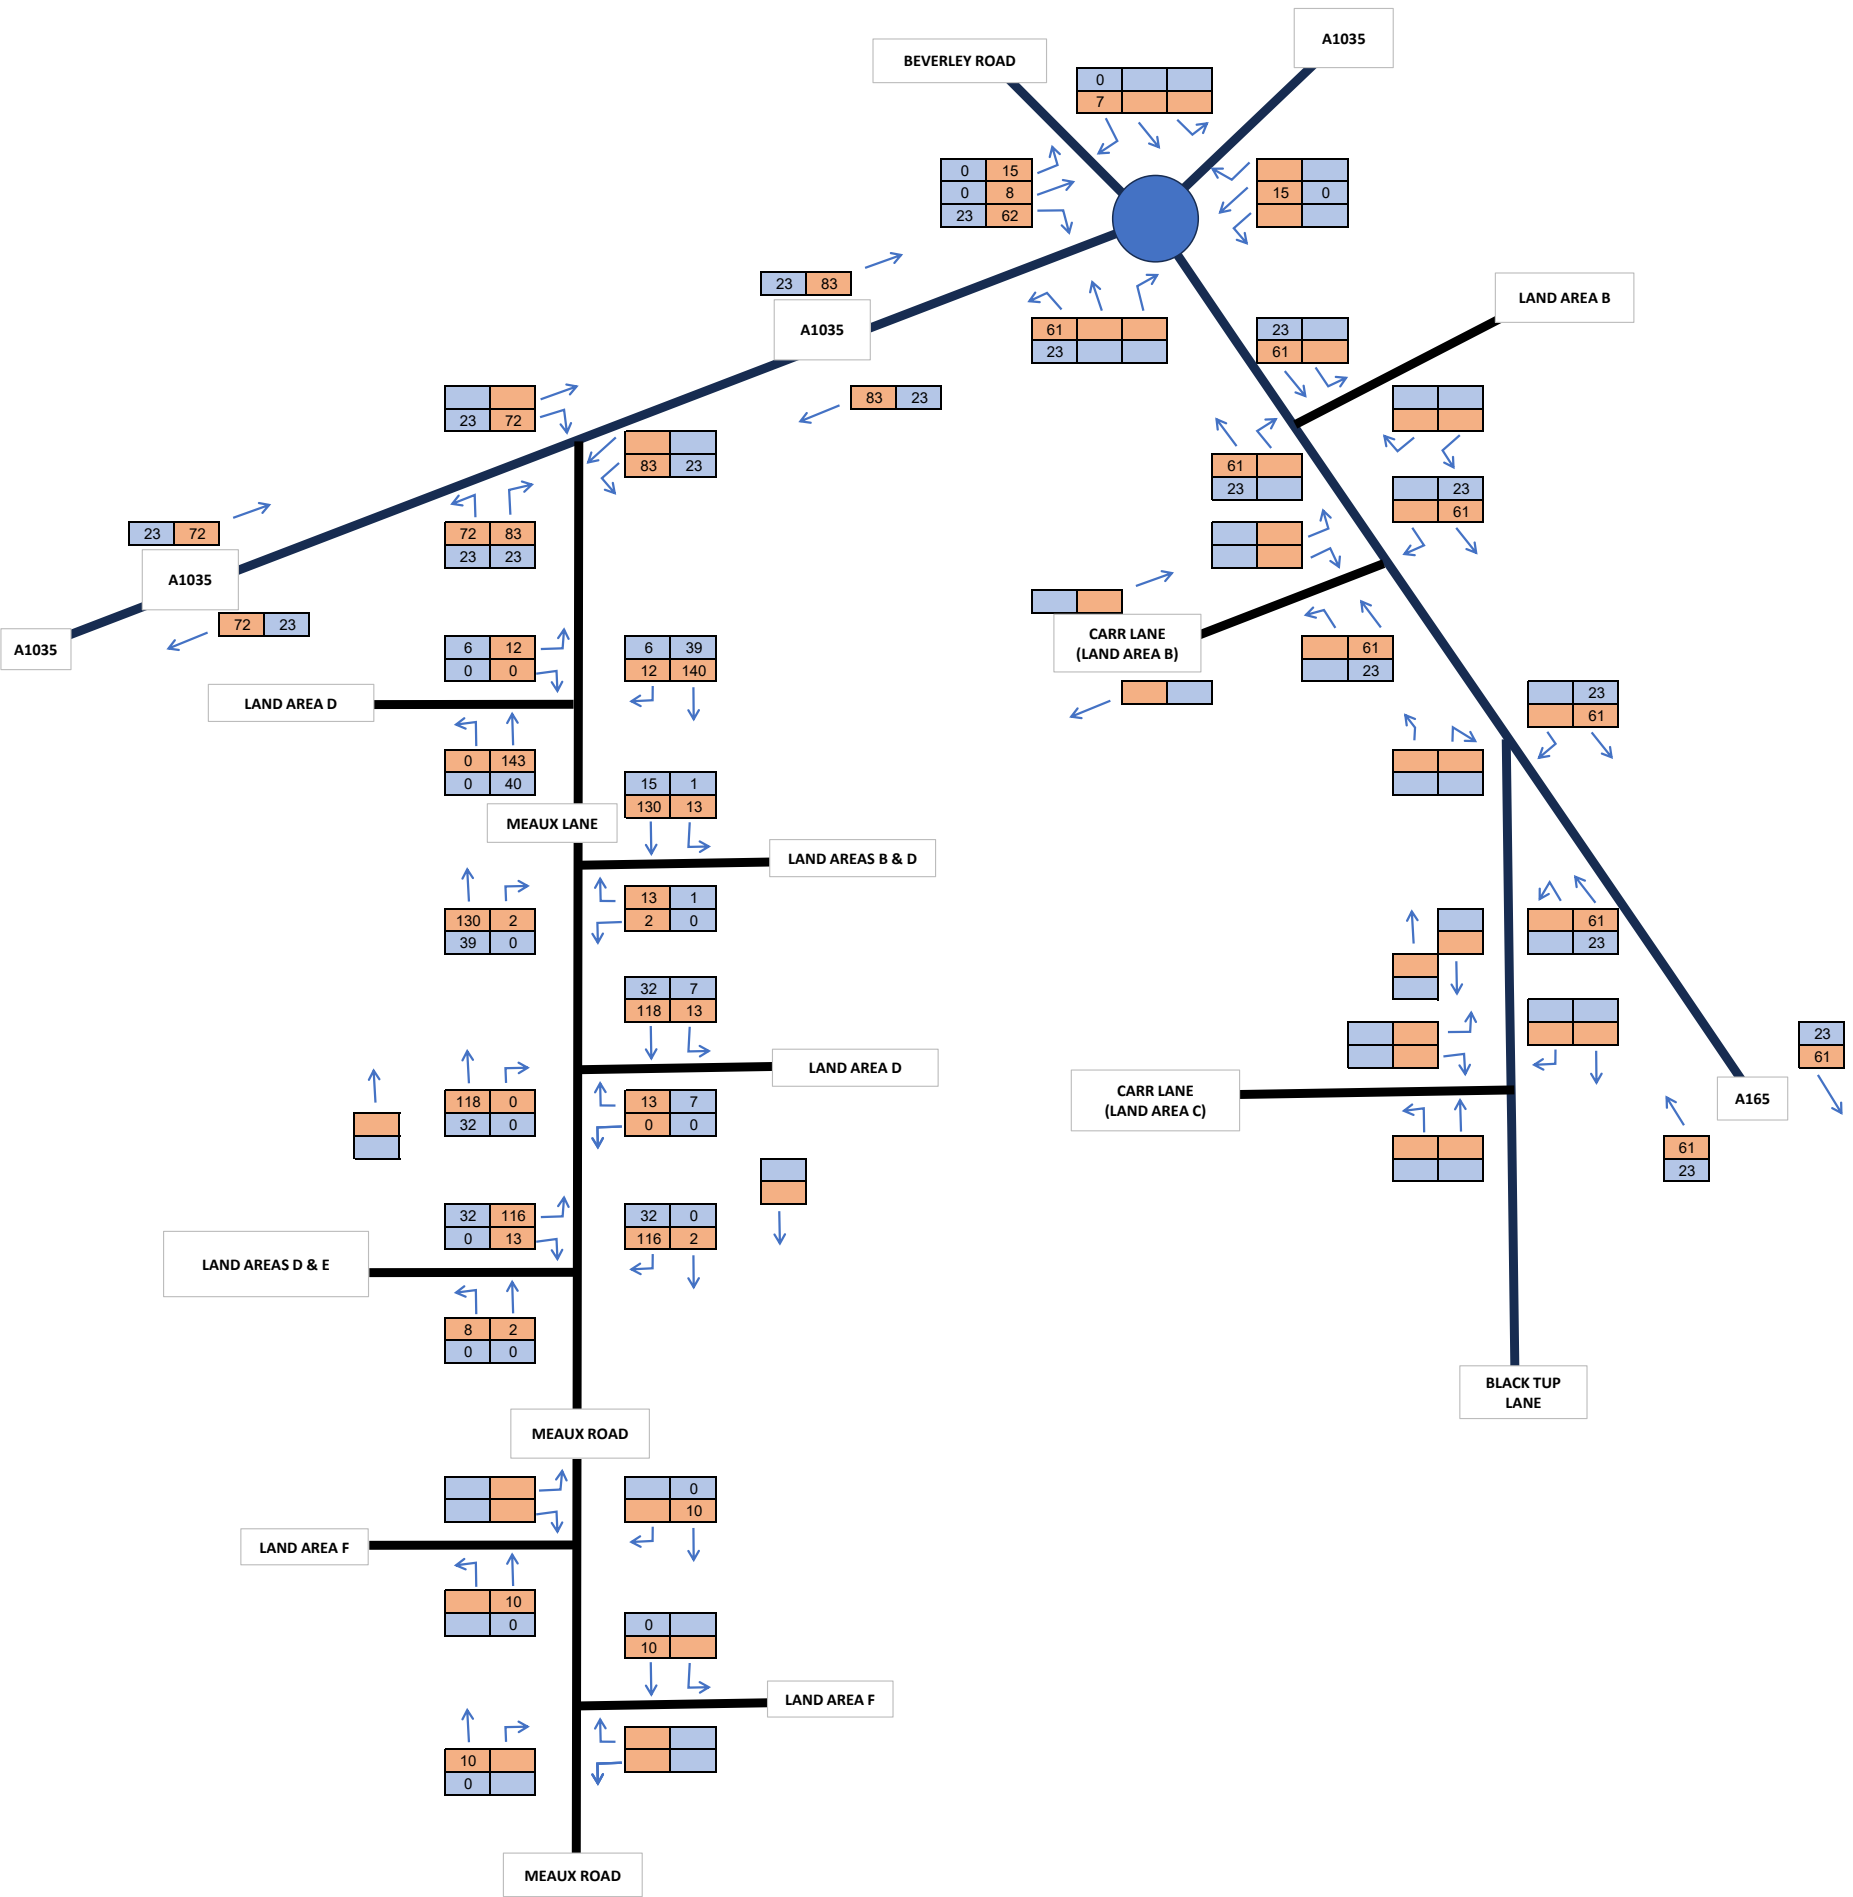 A1035
BEVERLEY ROAD
0
7
0 15
0 8
23 62
15 0
23 83
A1035
LAND AREA B
61
23
23
61
83 23
23 72
83 23
61
23
23
61
23 72
A1035
72 83
23 23
72 23
A1035
CARR LANE
(LAND AREA B)
61
23
6 12
0 0
6 39
12 140
LAND AREA D
23
61
0 143
0 40
15 1
130 13
MEAUX LANE
LAND AREAS B & D
130 2
39 0
13 1
2 0
61
23
32 7
118 13
LAND AREA D
118 0
32 0
13 7
0 0
CARR LANE
(LAND AREA C)
23
61
A165
61
23
32 116
0 13
32 0
116 2
LAND AREAS D & E
8 2
0 0
BLACK TUP
LANE
MEAUX ROAD
0
10
LAND AREA F
10
0
0
10
LAND AREA F
10
0
MEAUX ROAD